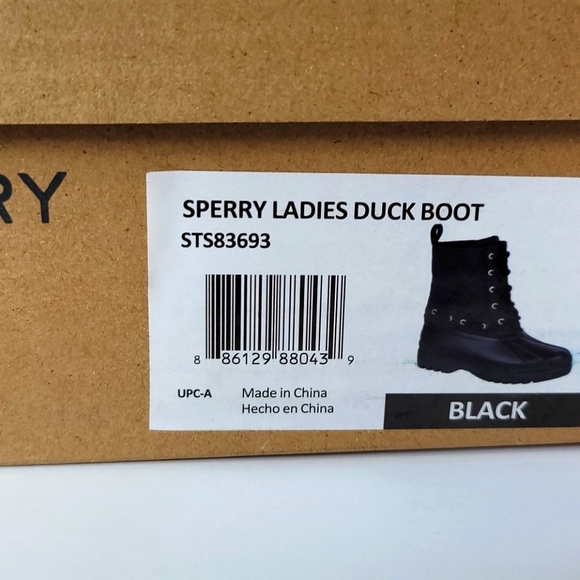 RY
SPERRY LADIES DUCK BOOT
STS83693
8 86129 88043 9
UPC-A
Made in China
Hecho en China
BLACK